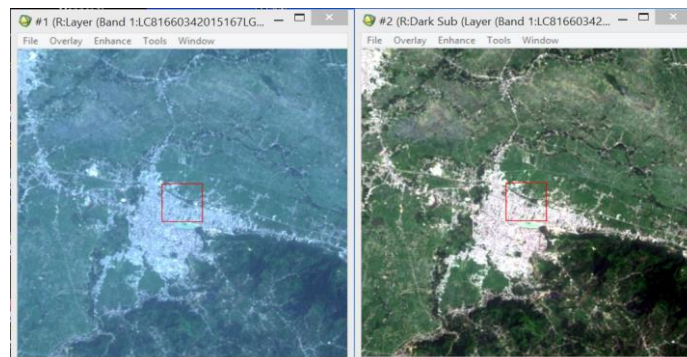 #1 (R:Layer (Band 1:LC81660342015167LG...
File Overlay Enhance Tools Window
#2 (R:Dark Sub (Layer (Band 1:LC81660342...
File Overlay Enhance Tools Window